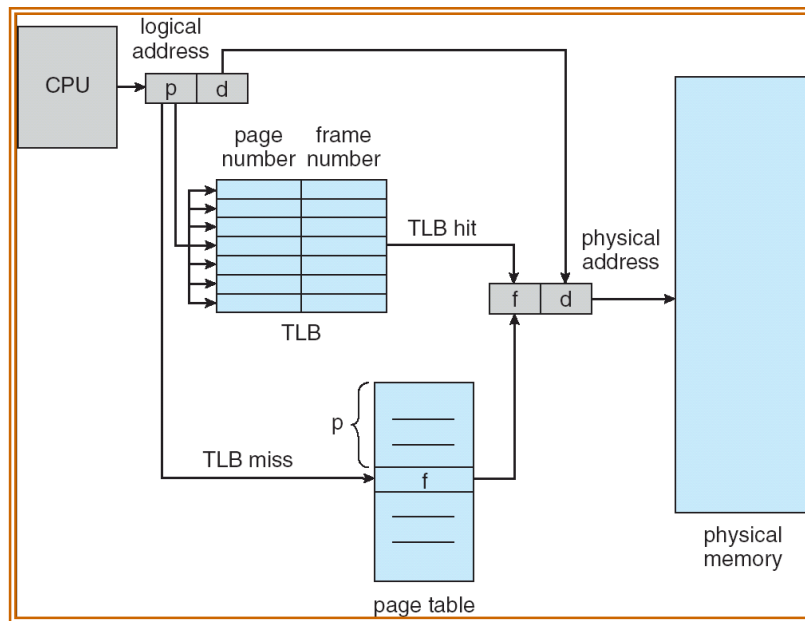 logical
address
CPU
p
d
page
number
frame
number
TLB hit
physical
address
f
d
TLB
p
TLB miss
f
physical
memory
page table